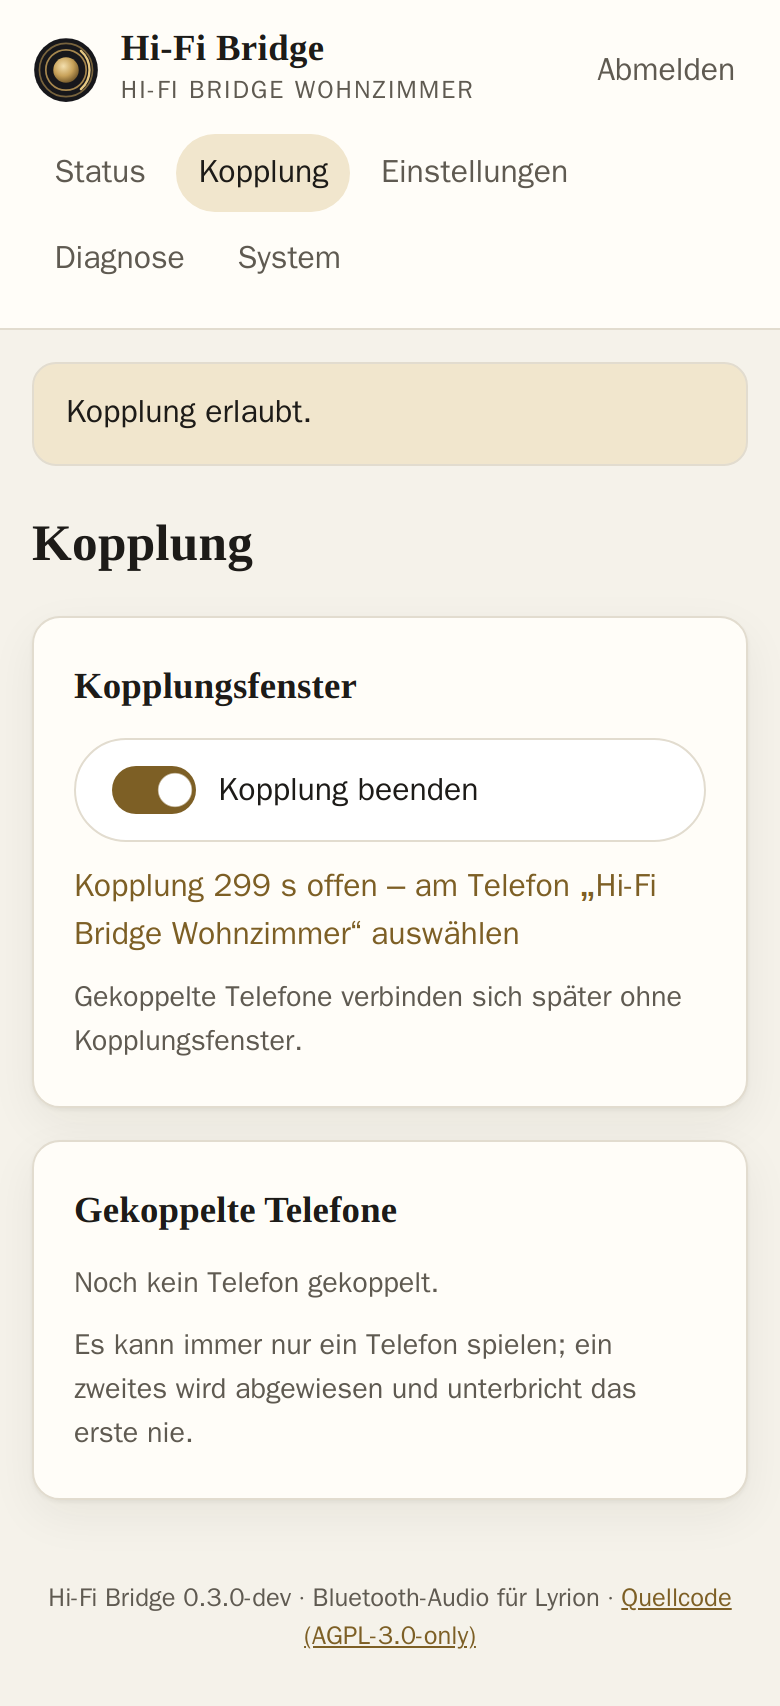 Hi-Fi Bridge
HI-FI BRIDGE WOHNZIMMER
Abmelden
Status
Kopplung
Einstellungen
Diagnose
System
Kopplung erlaubt.
Kopplung
Kopplungsfenster
Kopplung beenden
Kopplung 299 s offen – am Telefon „Hi-Fi
Bridge Wohnzimmer“ auswählen
Gekoppelte Telefone verbinden sich später ohne
Kopplungsfenster.
Gekoppelte Telefone
Noch kein Telefon gekoppelt.
Es kann immer nur ein Telefon spielen; ein
zweites wird abgewiesen und unterbricht das
erste nie.
Hi-Fi Bridge 0.3.0-dev · Bluetooth-Audio für Lyrion · Quellcode
(AGPL-3.0-only)